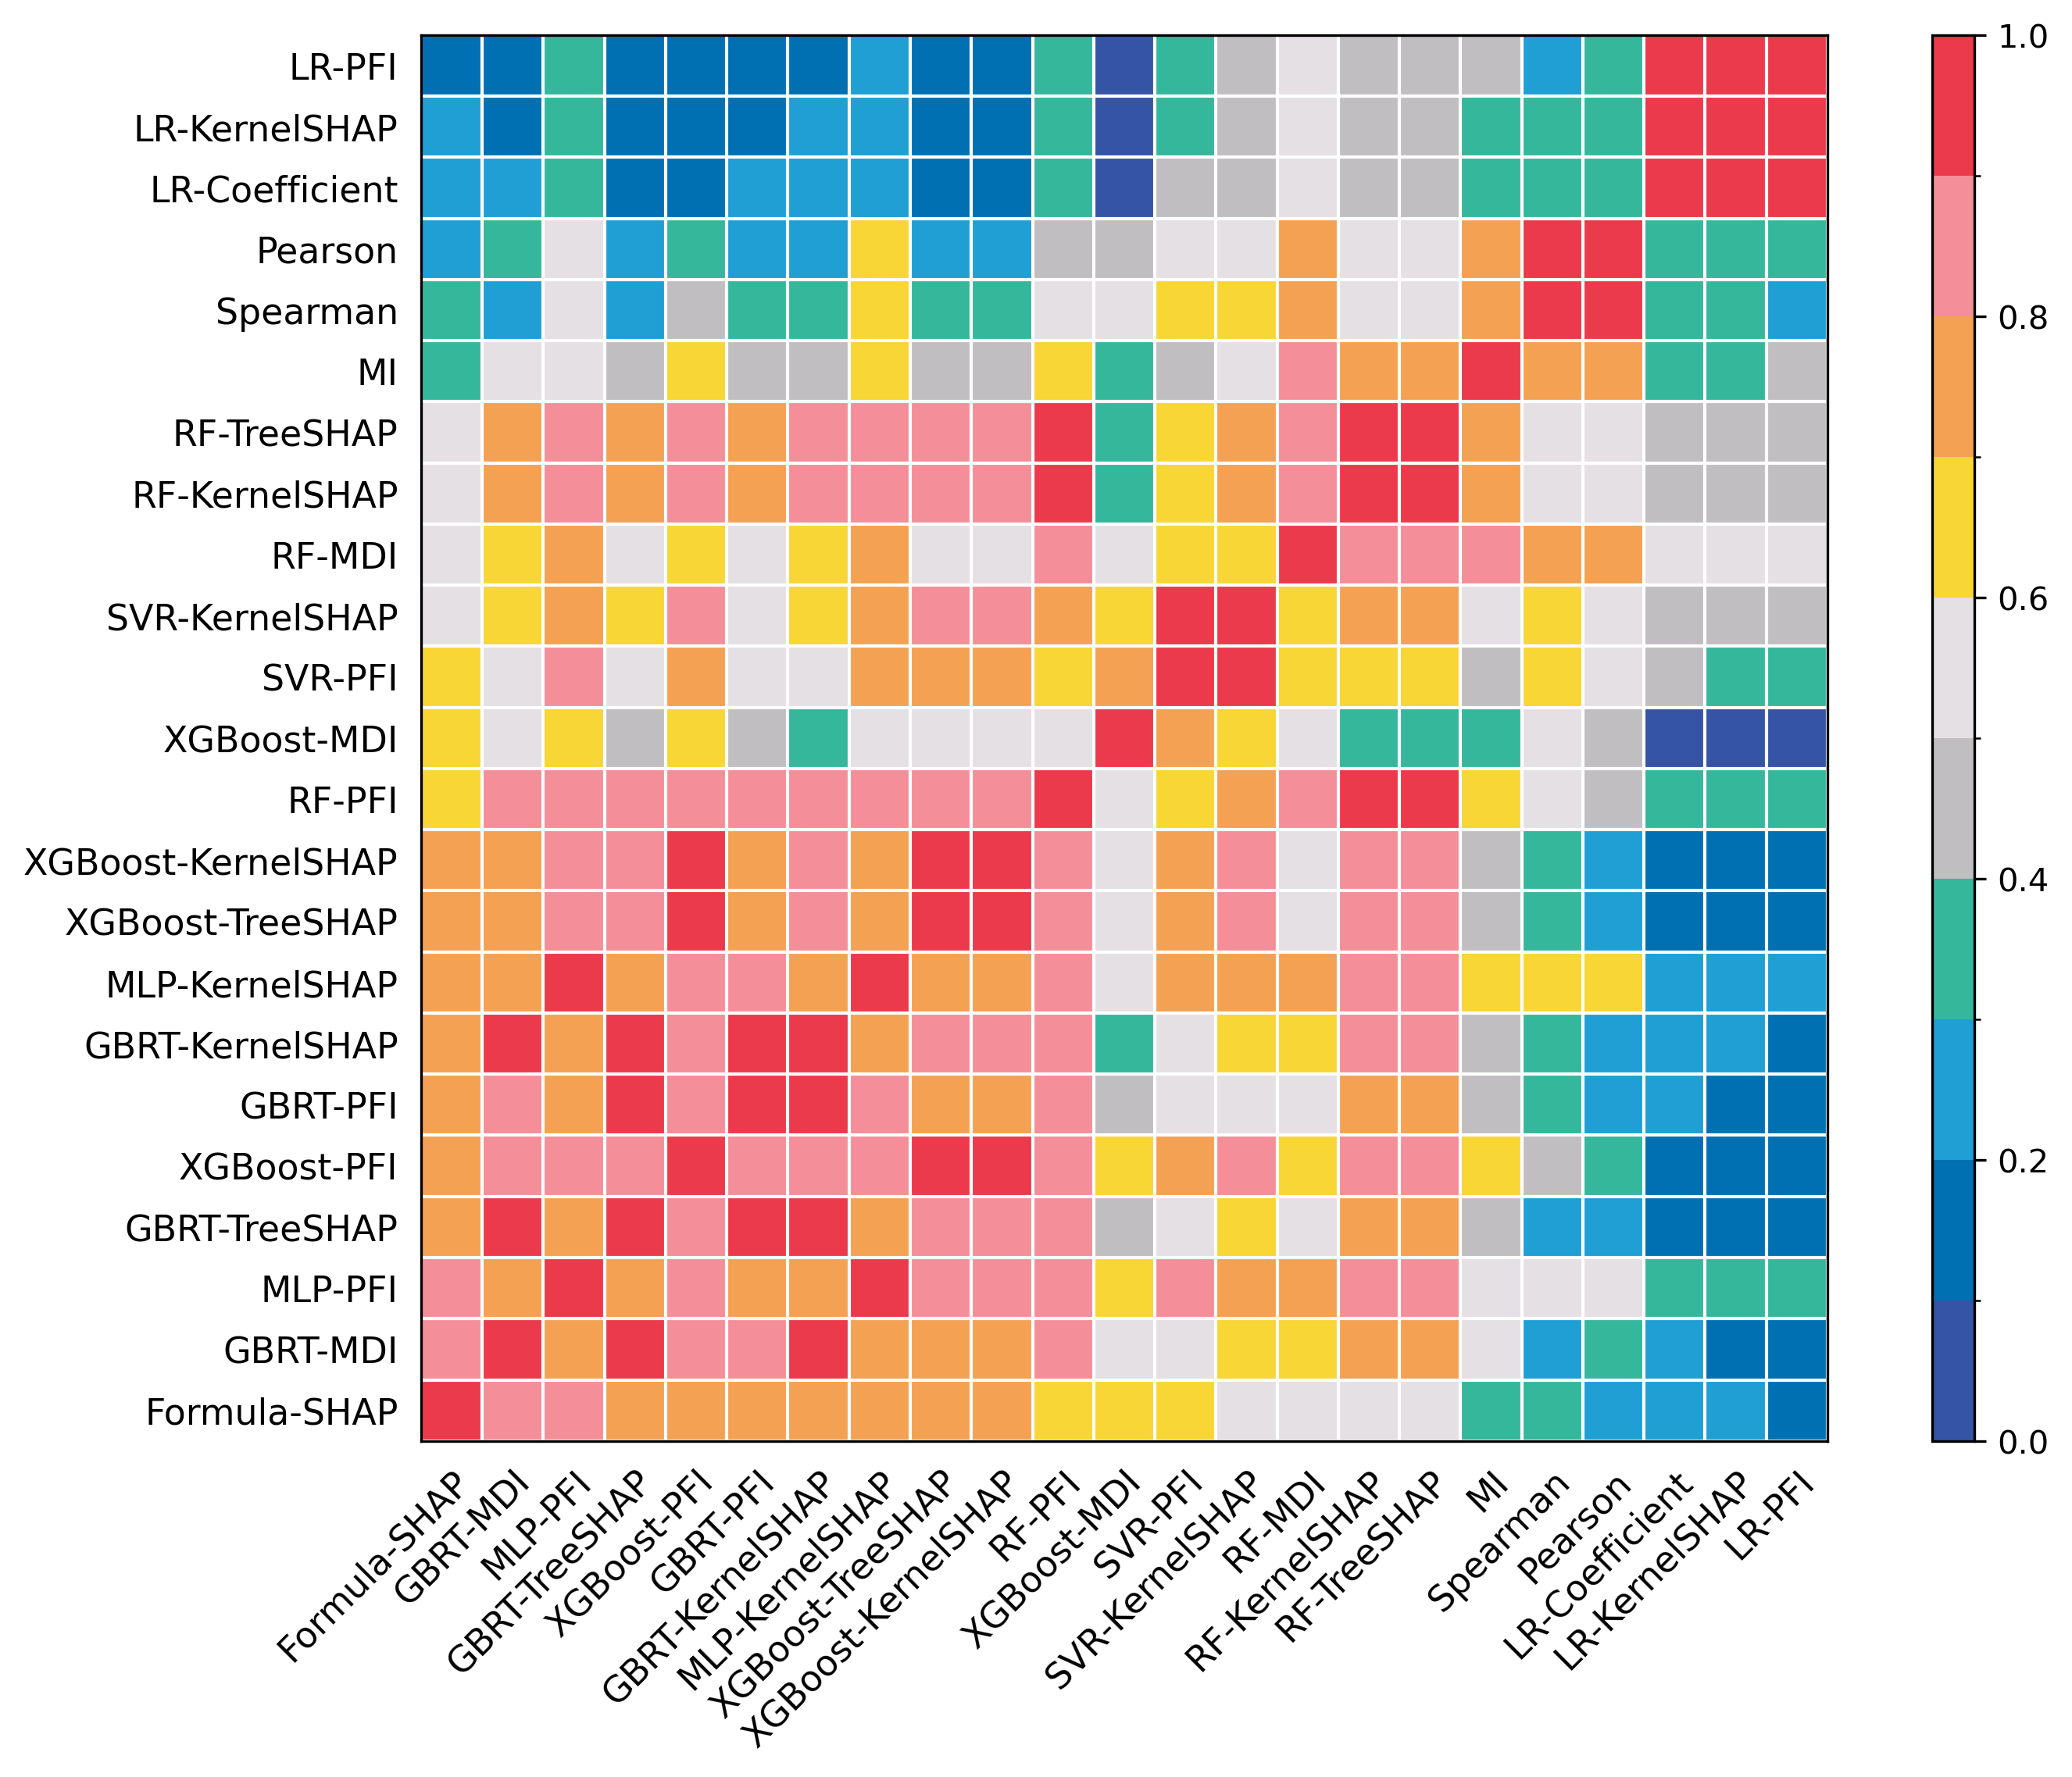 LR-PFI
LR-KernelSHAP
LR-Coefficient
Pearson
Spearman
MI
RF-TreeSHAP
RF-KernelSHAP
RF-MDI
SVR-KernelSHAP
SVR-PFI
XGBoost-MDI
RF-PFI
XGBoost-KernelSHAP
XGBoost-TreeSHAP
MLP-KernelSHAP
GBRT-KernelSHAP
GBRT-PFI
XGBoost-PFI
GBRT-TreeSHAP
MLP-PFI
GBRT-MDI
Formula-SHAP
Formula-SHAP
GBRT-MDI
MLP-PFI
GBRT-TreeSHAP
XGBoost-PFI
GBRT-PFI
GBRT-KernelSHAP
MLP-KernelSHAP
XGBoost-TreeSHAP
XGBoost-KernelSHAP
RF-PFI
XGBoost-MDI
SVR-PFI
SVR-KernelSHAP
RF-MDI
RF-KernelSHAP
RF-TreeSHAP
MI
Spearman
Pearson
LR-Coefficient
LR-KernelSHAP
LR-PFI
1.0
0.8
0.6
0.4
0.2
0.0